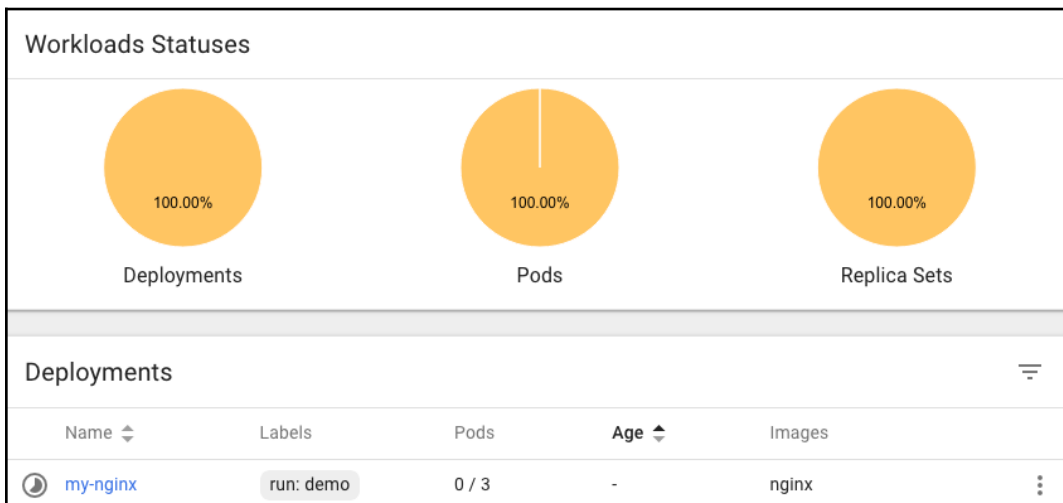 Workloads Statuses
100.00% 100.00% 100.00%
Deployments Pods Replica Sets
Deployments
Name Labels Pods Age Images
my-nginx run: demo 0 / 3 - nginx